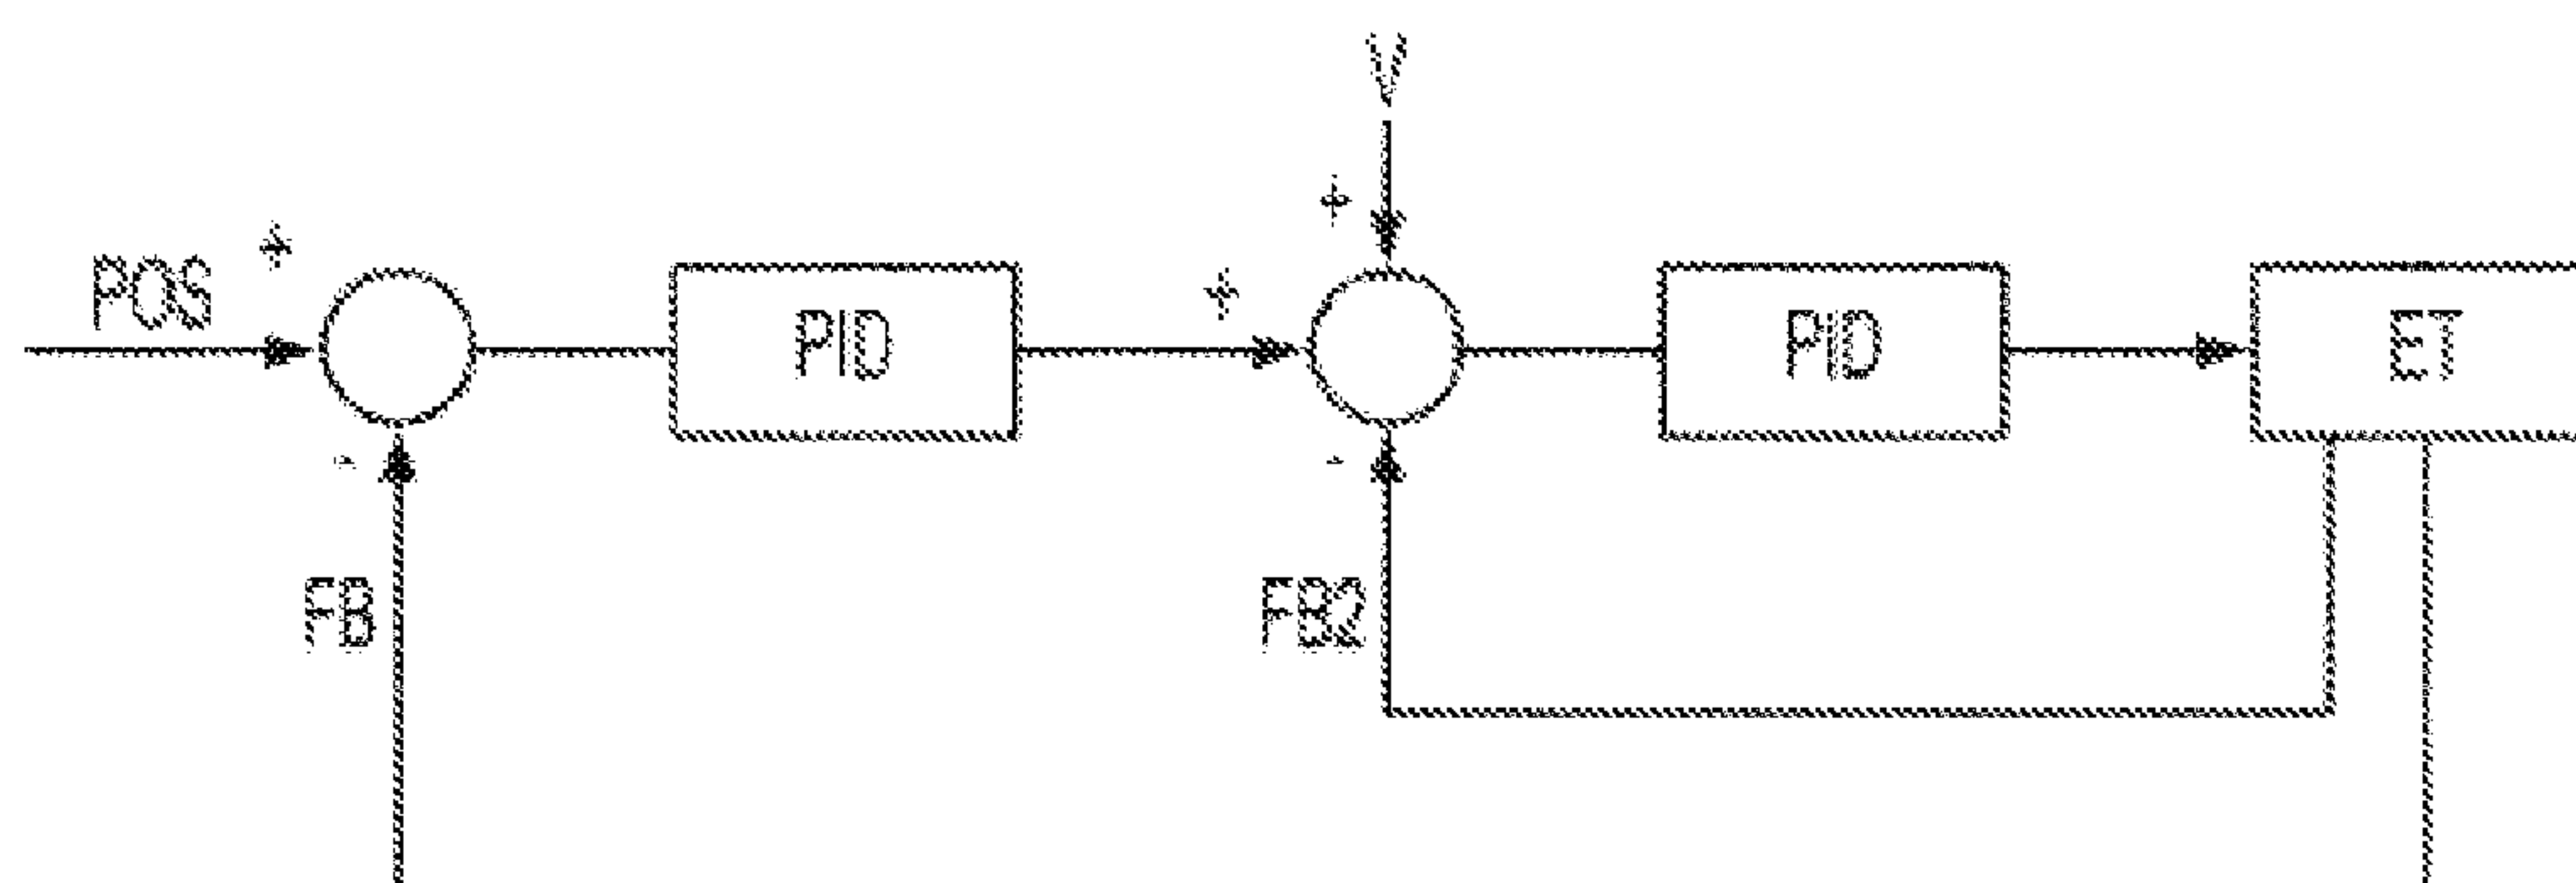 V
+
POS
+
+
PID
PID
ET
-
-
FB
FB2